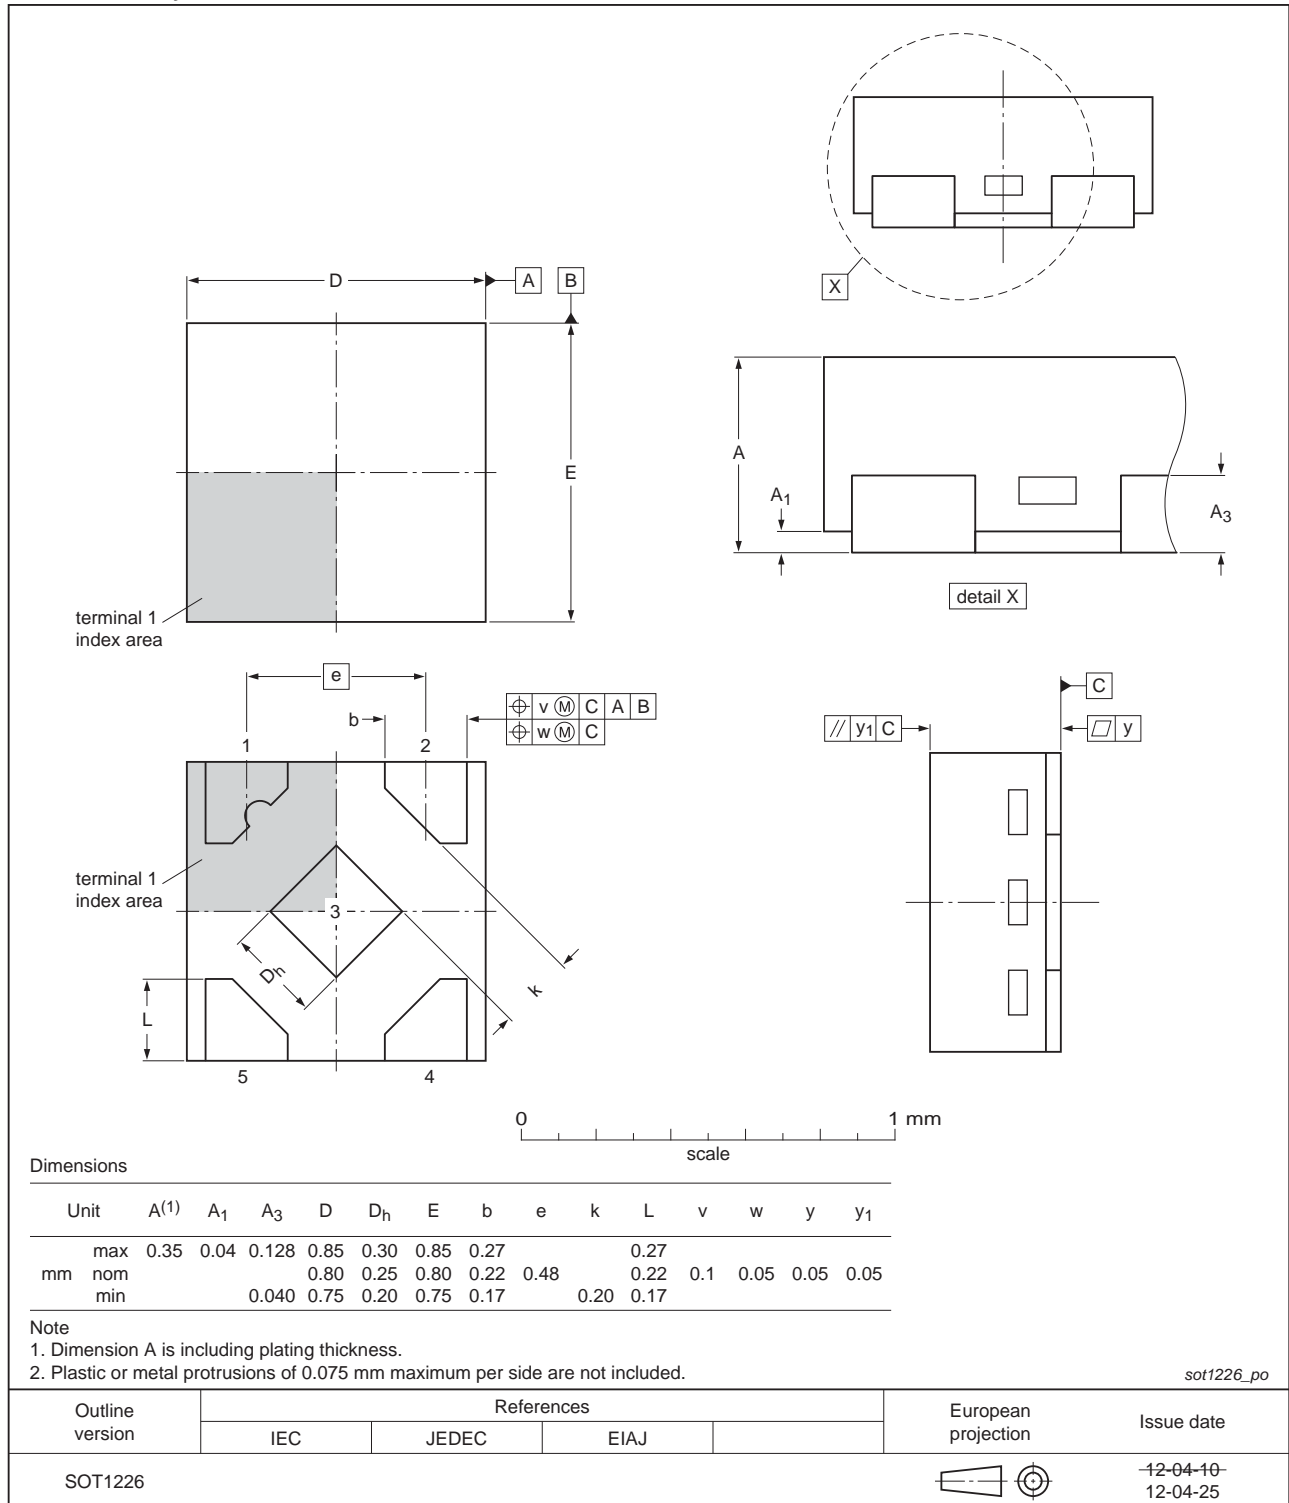 X
D
A
B
E
terminal 1
index area
A
A1
A3
detail X
e
b
v M C A B
w M C
1
2
terminal 1
index area
3
Dh
k
L
5
4
C
// y1 C
y
0
1 mm
scale
Dimensions
Unit A(1) A1 A3 D Dh E b e k L v w y y1
max 0.35 0.04 0.128 0.85 0.30 0.85 0.27 0.27
mm nom 0.80 0.25 0.80 0.22 0.48 0.22 0.1 0.05 0.05 0.05
min 0.040 0.75 0.20 0.75 0.17 0.20 0.17
Note
1. Dimension A is including plating thickness.
2. Plastic or metal protrusions of 0.075 mm maximum per side are not included.
sot1226_po
Outline
version
References
IEC
JEDEC
EIAJ
European
projection
Issue date
SOT1226
12-04-10
12-04-25